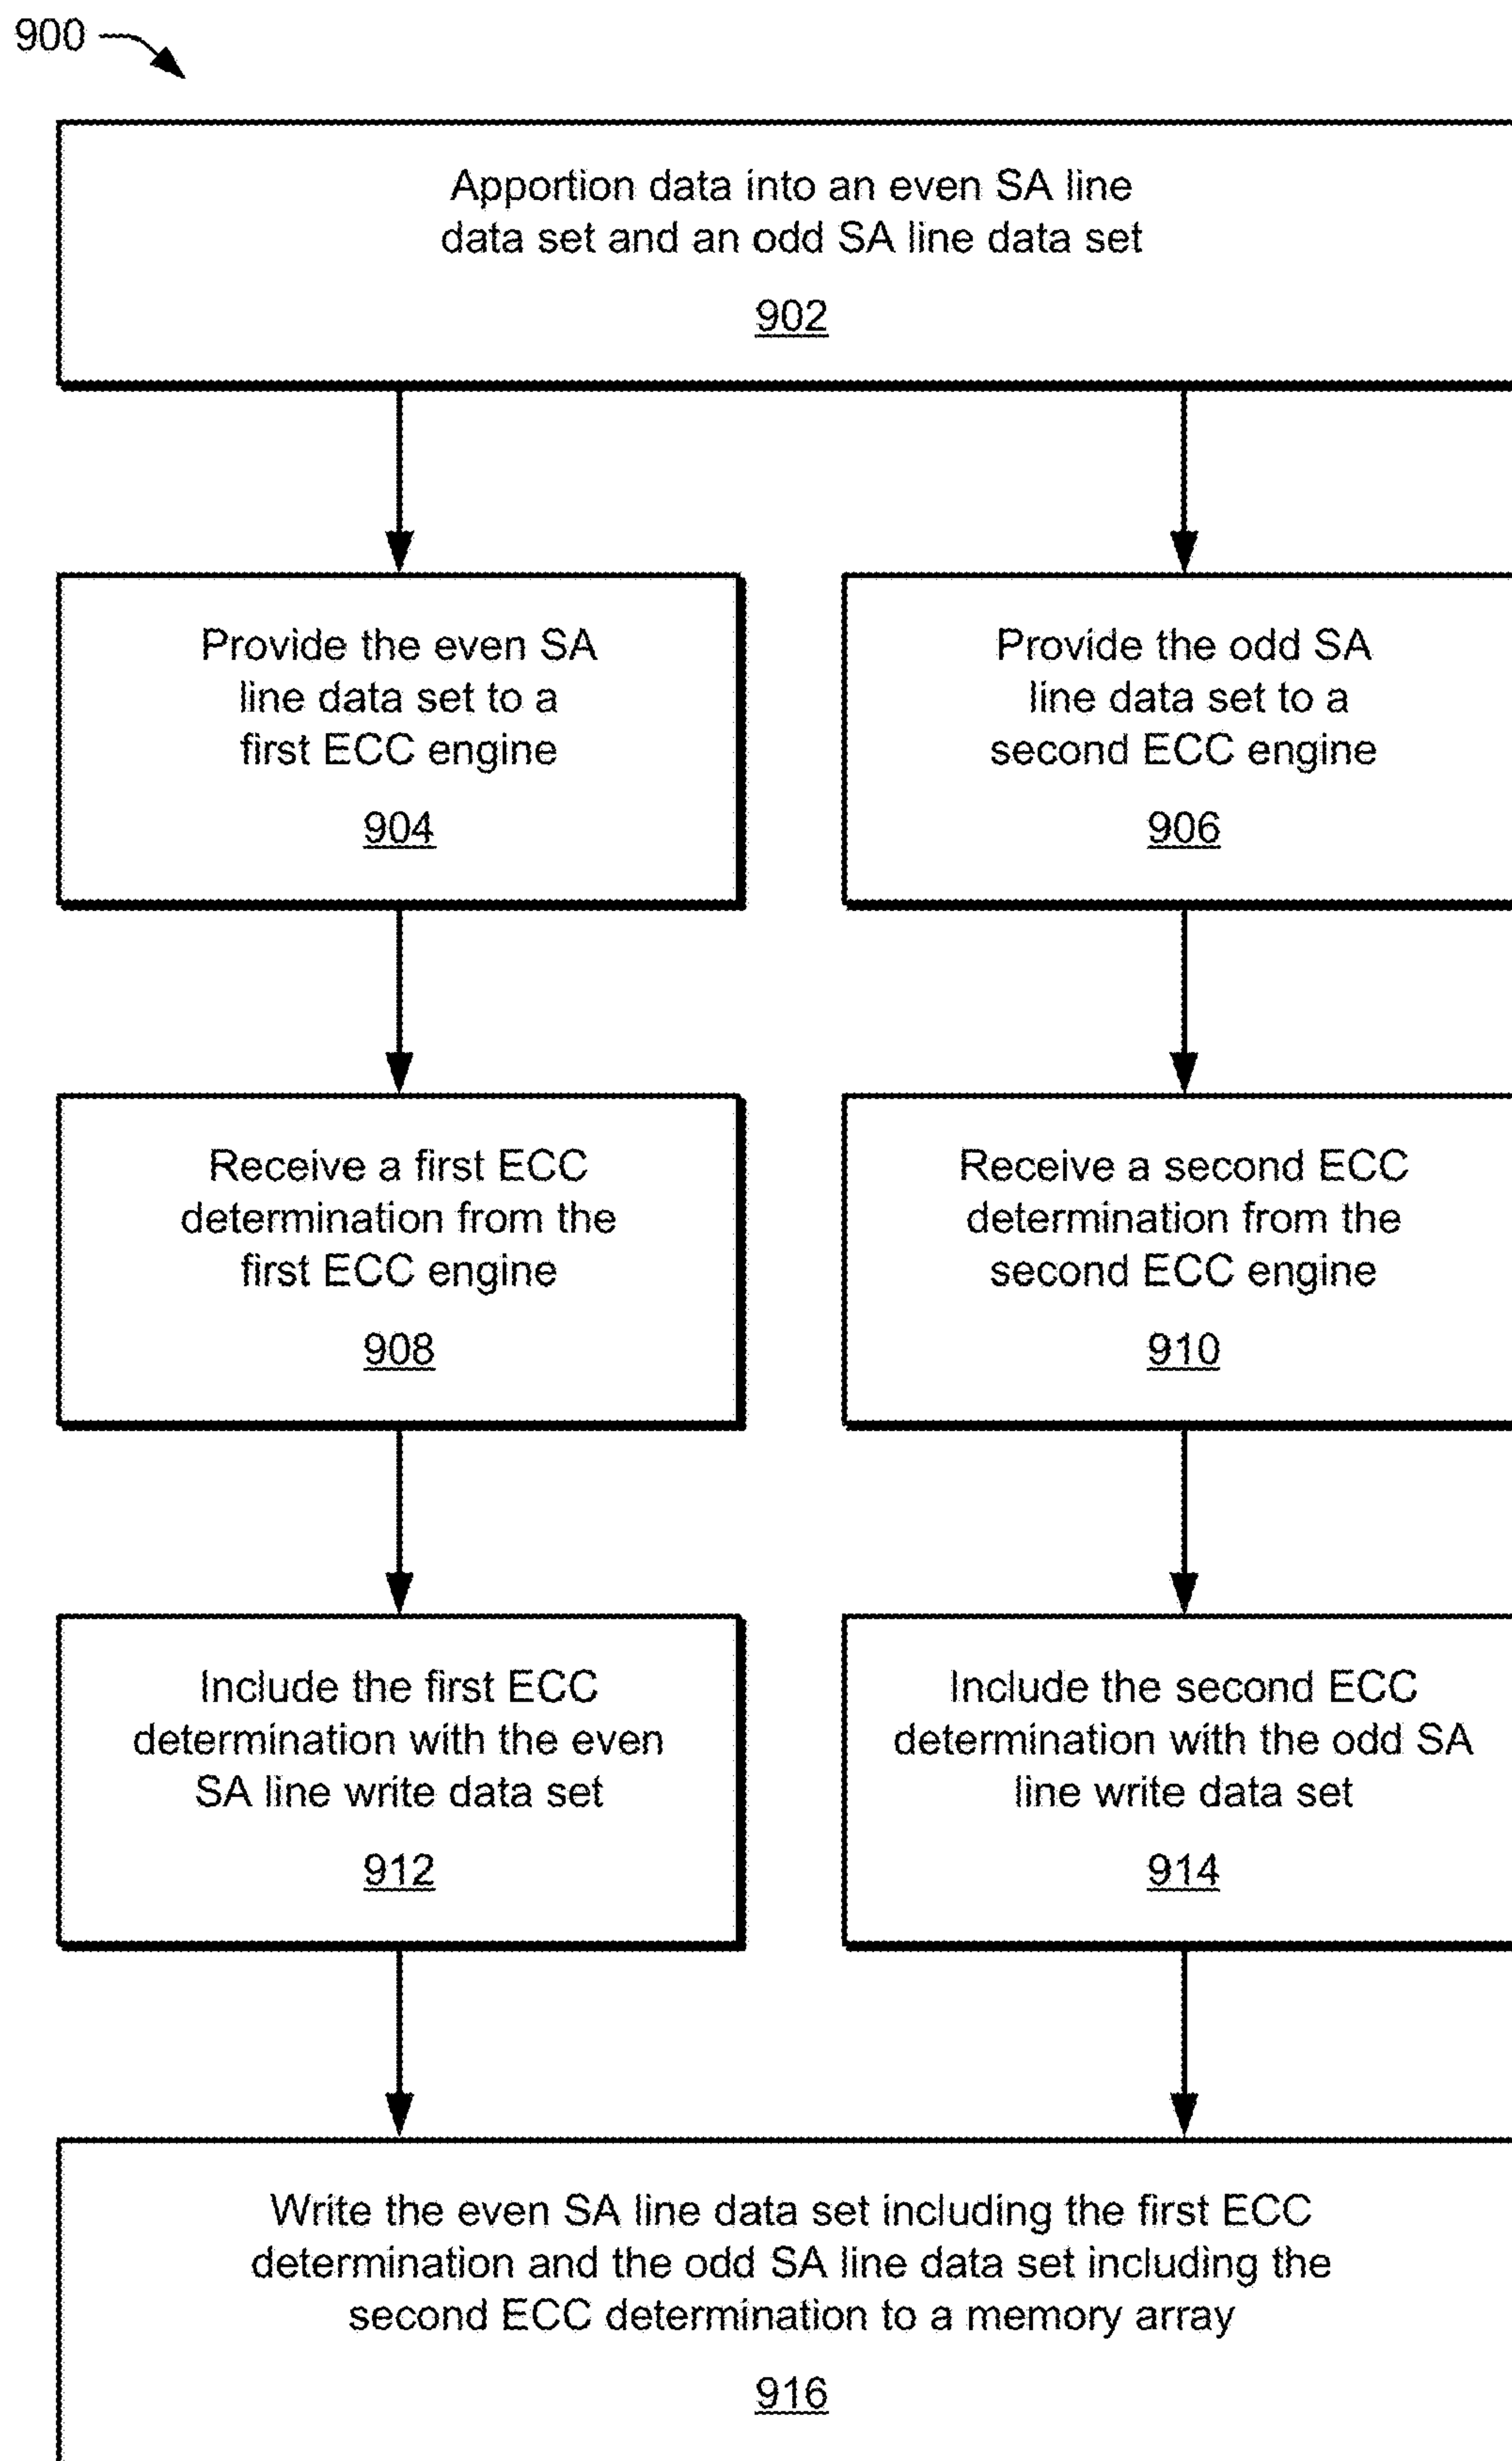 900
Apportion data into an even SA line
data set and an odd SA line data set
902
Provide the even SA
line data set to a
first ECC engine
904
Provide the odd SA
line data set to a
second ECC engine
906
Receive a first ECC
determination from the
first ECC engine
908
Receive a second ECC
determination from the
second ECC engine
910
Include the first ECC
determination with the even
SA line write data set
912
Include the second ECC
determination with the odd SA
line write data set
914
Write the even SA line data set including the first ECC
determination and the odd SA line data set including the
second ECC determination to a memory array
916